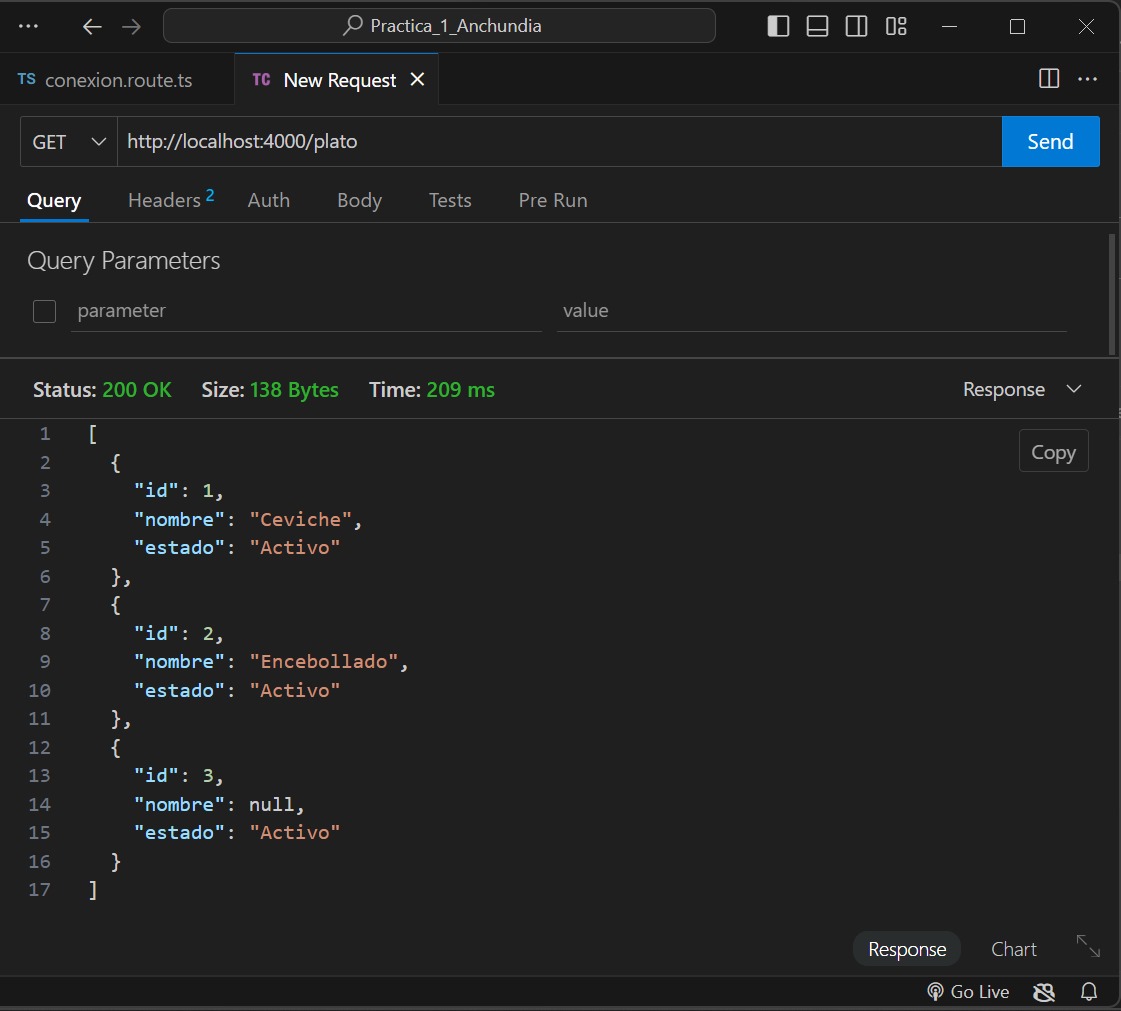 Practica_1_Anchundia
TS conexion.route.ts
TC New Request
GET http://localhost:4000/plato Send
Query Headers 2 Auth Body Tests Pre Run
Query Parameters
parameter value
Status: 200 OK Size: 138 Bytes Time: 209 ms Response
Copy
1 [
2 {
3 "id": 1,
4 "nombre": "Ceviche",
5 "estado": "Activo"
6 },
7 {
8 "id": 2,
9 "nombre": "Encebollado",
10 "estado": "Activo"
11 },
12 {
13 "id": 3,
14 "nombre": null,
15 "estado": "Activo"
16 }
17 ]
Response Chart
Go Live